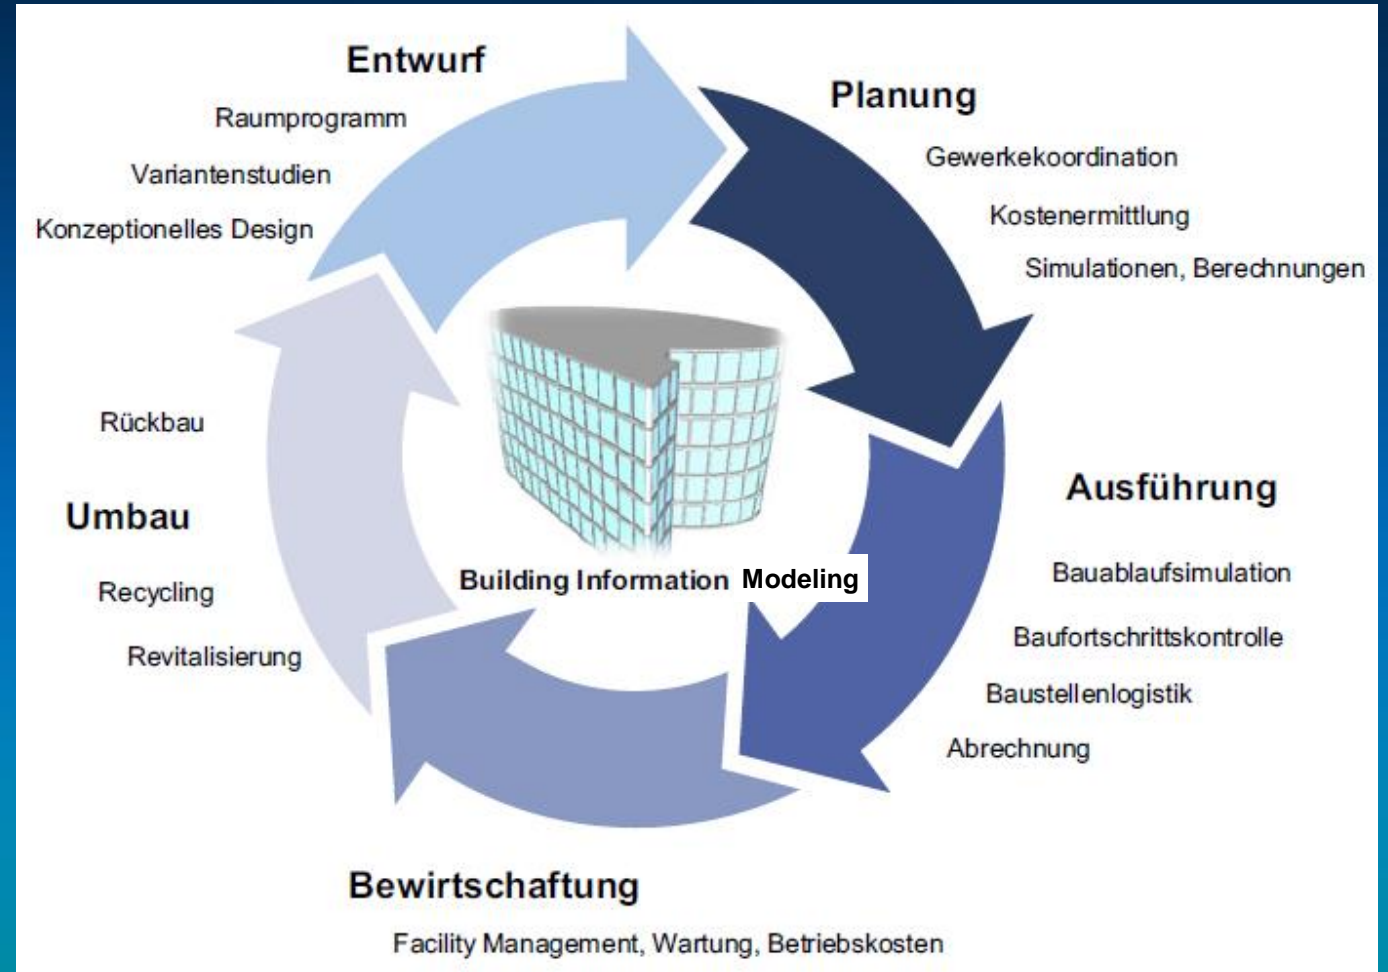 Entwurf
Raumprogramm
Variantenstudien
Konzeptionelles Design
Planung
Gewerkekoordination
Kostenermittlung
Simulationen, Berechnungen
Ausführung
Bauablaufsimulation
Baufortschrittskontrolle
Baustellenlogistik
Abrechnung
Bewirtschaftung
Facility Management, Wartung, Betriebskosten
Rückbau
Umbau
Recycling
Revitalisierung
Building Information Modeling